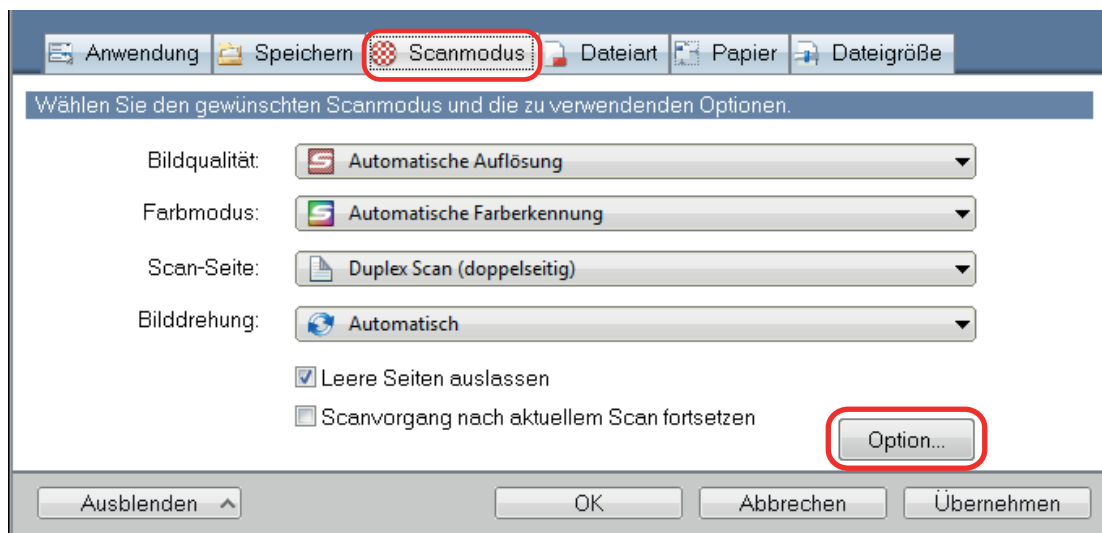 Anwendung Speichern Scanmodus Dateiart Papier Dateigröße
Wählen Sie den gewünschten Scanmodus und die zu verwendenden Optionen.
Bildqualität: Automatische Auflösung
Farbmodus: Automatische Farberkennung
Scan-Seite: Duplex Scan (doppelseitig)
Bilddrehung: Automatisch
Leere Seiten auslassen
Scanvorgang nach aktuellem Scan fortsetzen
Option...
Ausblenden OK Abbrechen Übernehmen